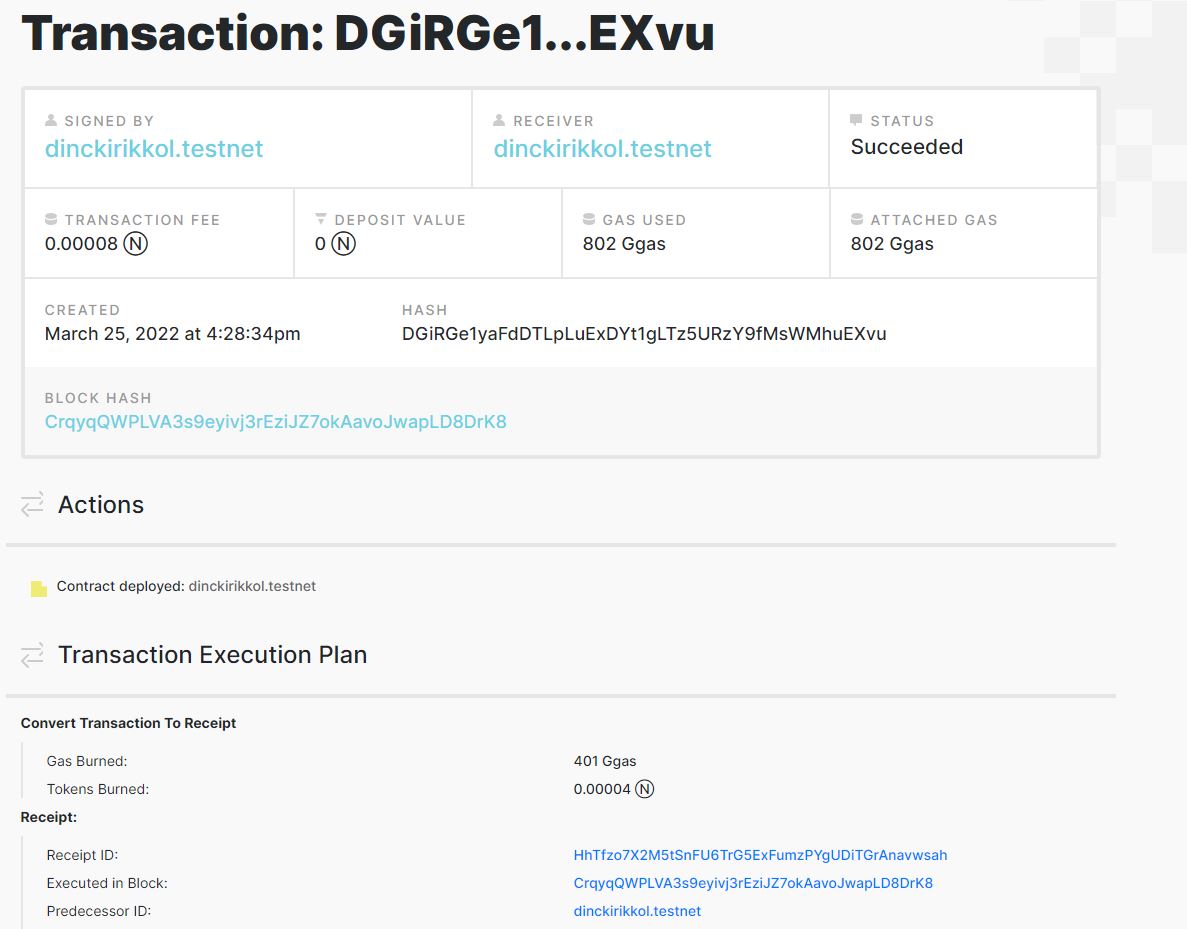 Transaction: DGiRGe1...EXvu
SIGNED BY
dinckirikkol.testnet
RECEIVER
dinckirikkol.testnet
STATUS
Succeeded
TRANSACTION FEE
0.00008 Ⓝ
DEPOSIT VALUE
0 Ⓝ
GAS USED
802 Ggas
ATTACHED GAS
802 Ggas
CREATED
March 25, 2022 at 4:28:34pm
HASH
DGiRGe1yaFdDTLpLuExDYt1gLTz5URzY9fMsWMhuEXvu
BLOCK HASH
CrqyqQWPLVA3s9eyivj3rEziJZ7okAavoJwapLD8DrK8
Actions
Contract deployed: dinckirikkol.testnet
Transaction Execution Plan
Convert Transaction To Receipt
Gas Burned: 401 Ggas
Tokens Burned: 0.00004 Ⓝ
Receipt:
Receipt ID: HhTfzo7X2M5tSnFU6TrG5ExFumzPYgUDiTGrAnavwsah
Executed in Block: CrqyqQWPLVA3s9eyivj3rEziJZ7okAavoJwapLD8DrK8
Predecessor ID: dinckirikkol.testnet